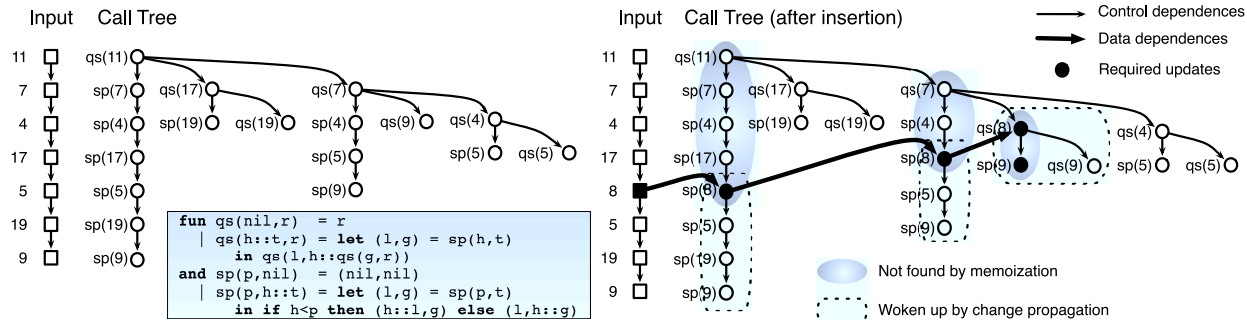 Input
Call Tree
11
7
4
17
5
19
9
qs(11)
sp(7)
sp(4)
sp(17)
sp(5)
sp(19)
sp(9)
qs(17)
sp(19)
qs(19)
qs(7)
sp(4)
sp(5)
sp(9)
qs(9)
qs(4)
sp(5)
qs(5)
fun qs(nil,r) = r
| qs(h::t,r) = let (l,g) = sp(h,t)
in qs(l,h::qs(g,r))
and sp(p,nil) = (nil,nil)
| sp(p,h::t) = let (l,g) = sp(p,t)
in if h<p then (h::l,g) else (l,h::g)
Input
Call Tree (after insertion)
11
7
4
17
8
5
19
9
qs(11)
sp(7)
sp(4)
sp(17)
sp(8)
sp(5)
sp(19)
sp(9)
qs(17)
sp(19)
qs(19)
qs(7)
sp(4)
sp(8)
sp(5)
sp(9)
qs(8)
sp(9)
qs(9)
qs(4)
sp(5)
qs(5)
Control dependences
Data dependences
Required updates
Not found by memoization
Woken up by change propagation